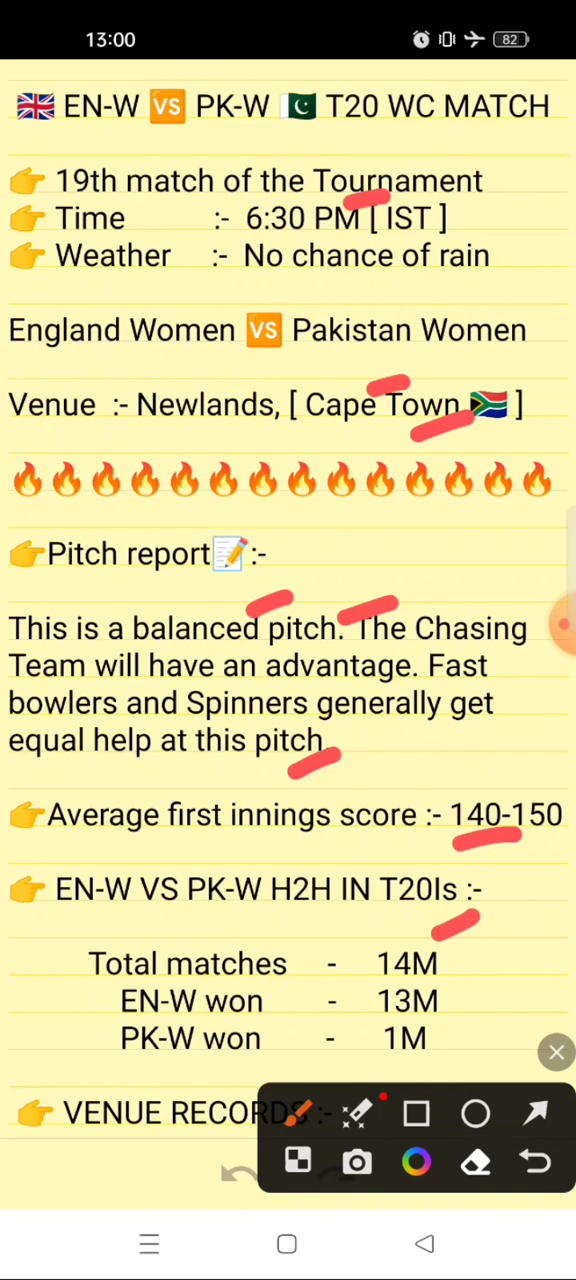 13:00
82
🇬🇧 EN-W 🆚 PK-W 🇵🇰 T20 WC MATCH
👉 19th match of the Tournament
👉 Time :- 6:30 PM [ IST ]
👉 Weather :- No chance of rain
England Women 🆚 Pakistan Women
Venue :- Newlands, [ Cape Town 🇿🇦 ]
🔥🔥🔥🔥🔥🔥🔥🔥🔥🔥🔥🔥🔥🔥
👉Pitch report📝:-
This is a balanced pitch. The Chasing
Team will have an advantage. Fast
bowlers and Spinners generally get
equal help at this pitch.
👉Average first innings score :- 140-150
👉 EN-W VS PK-W H2H IN T20Is :-
Total matches - 14M
EN-W won - 13M
PK-W won - 1M
👉 VENUE RECORDS :-